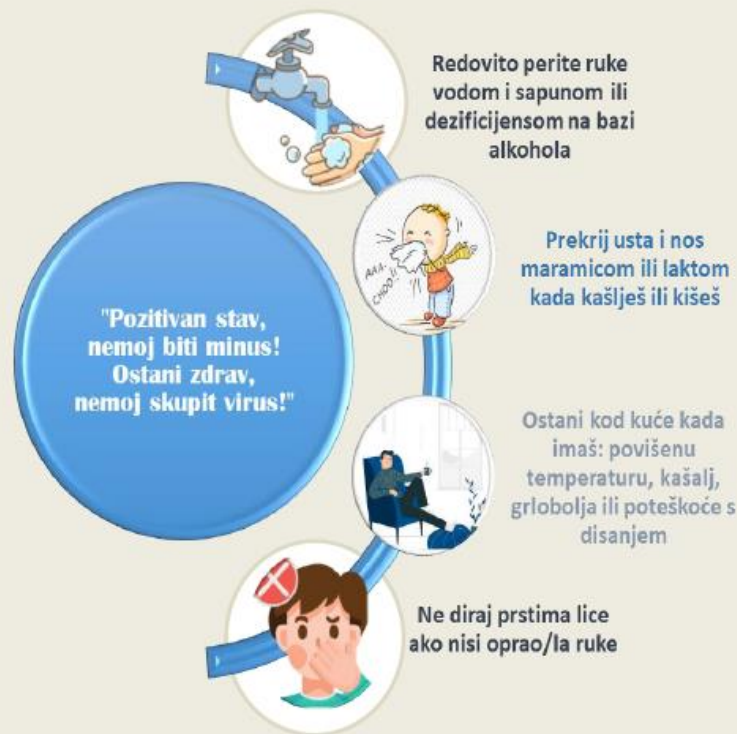 Redovito perite ruke
vodom i sapunom ili
dezificijensom na bazi
alkohola
Prekrij usta i nos
maramicom ili laktom
kada kašlješ ili kišeš
AAA-
CHOO!!
"Pozitivan stav,
nemoj biti minus!
Ostani zdrav,
nemoj skupit virus!"
Ostani kod kuće kada
imaš: povišenu
temperaturu, kašalj,
grlobolja ili poteškoće s
disanjem
Ne diraj prstima lice
ako nisi oprao/la ruke